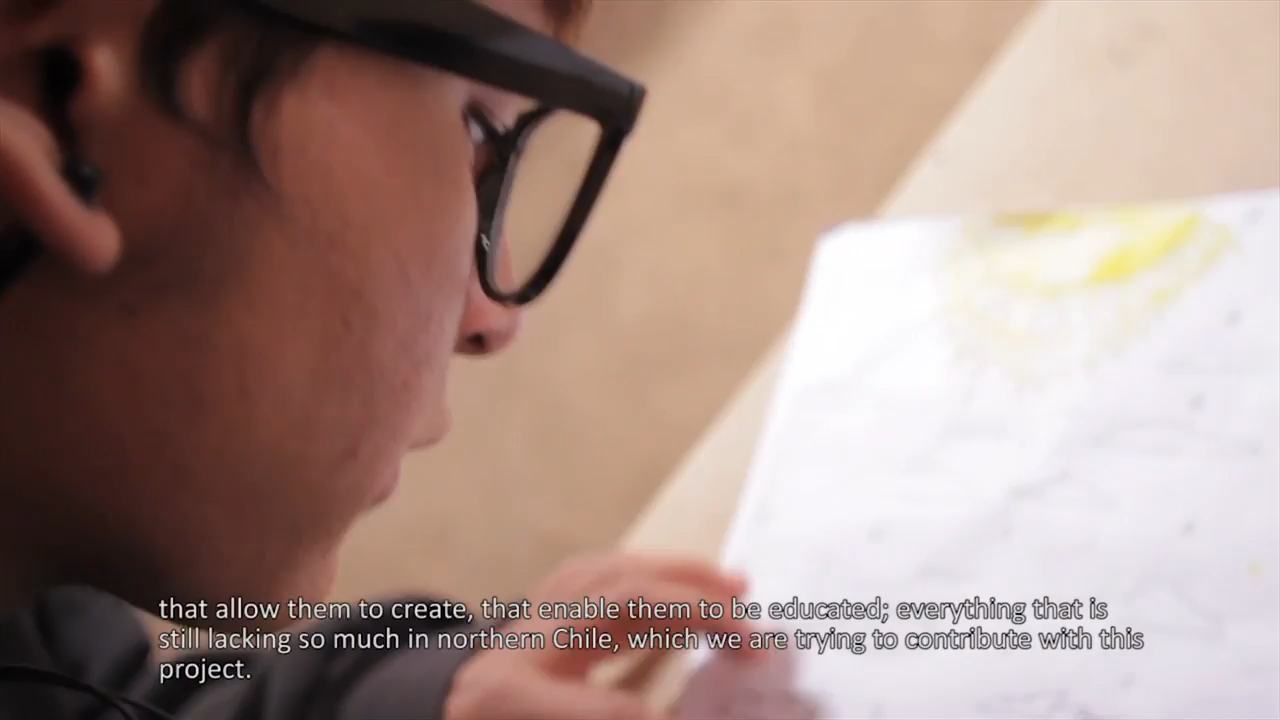 that allow them to create, that enable them to be educated; everything that is
still lacking so much in northern Chile, which we are trying to contribute with this
project.